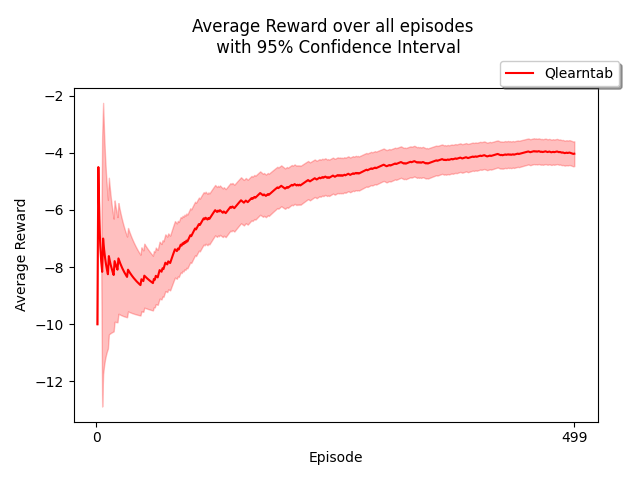 Average Reward over all episodes
with 95% Confidence Interval
Qlearntab
Average Reward
−2
−4
−6
−8
−10
−12
0
499
Episode